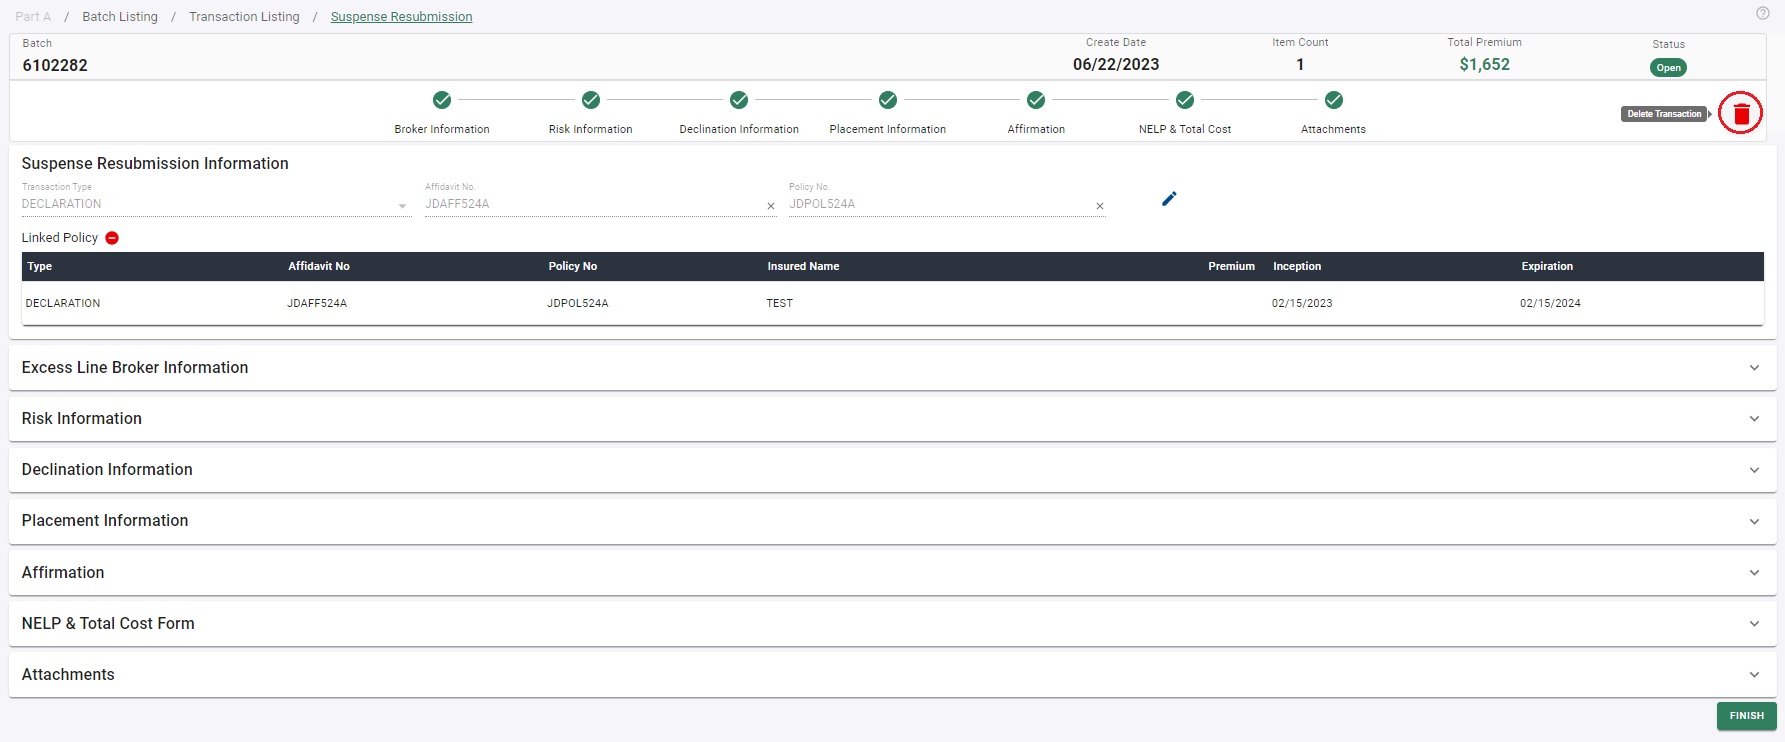 Part A / Batch Listing / Transaction Listing / Suspense Resubmission
Batch Create Date Item Count Total Premium Status
6102282 06/22/2023 1 $1,652 Open
Broker Information Risk Information Declination Information Placement Information Affirmation NELP & Total Cost Attachments Delete Transaction
Suspense Resubmission Information
Transaction Type Affidavit No. Policy No.
DECLARATION JDAFF524A JDPOL524A
Linked Policy
Type Affidavit No Policy No Insured Name Premium Inception Expiration
DECLARATION JDAFF524A JDPOL524A TEST 02/15/2023 02/15/2024
Excess Line Broker Information
Risk Information
Declination Information
Placement Information
Affirmation
NELP & Total Cost Form
Attachments
FINISH